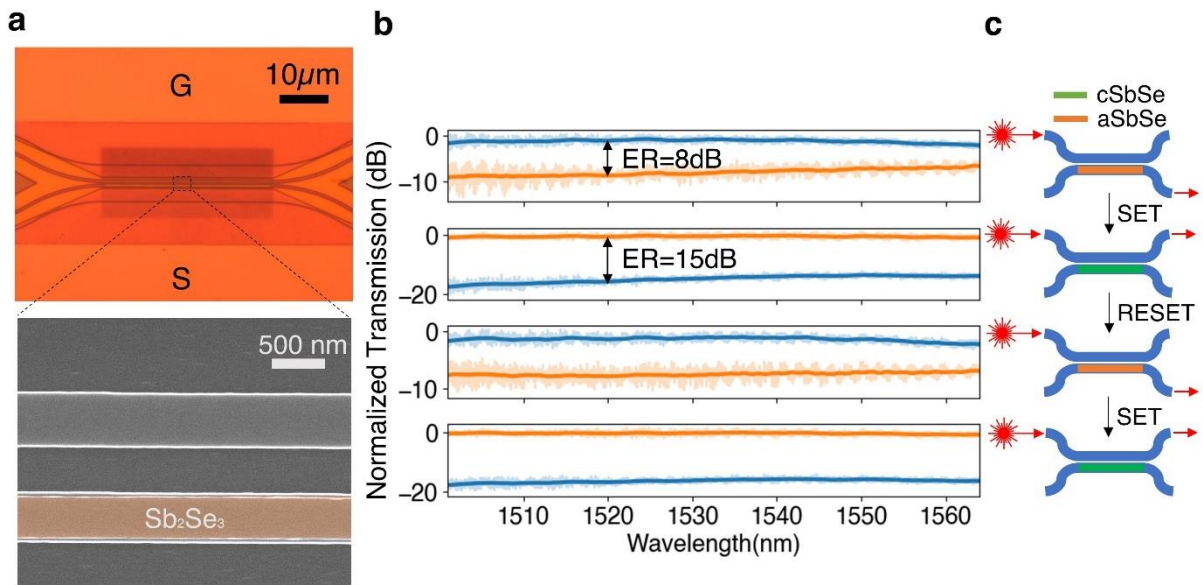 a
G
10μm
S
500 nm
Sb₂Se₃
b
Normalized Transmission (dB)
0
−10
ER=8dB
0
−20
ER=15dB
0
−10
0
−20
1510 1520 1530 1540 1550 1560
Wavelength(nm)
c
cSbSe
aSbSe
SET
RESET
SET